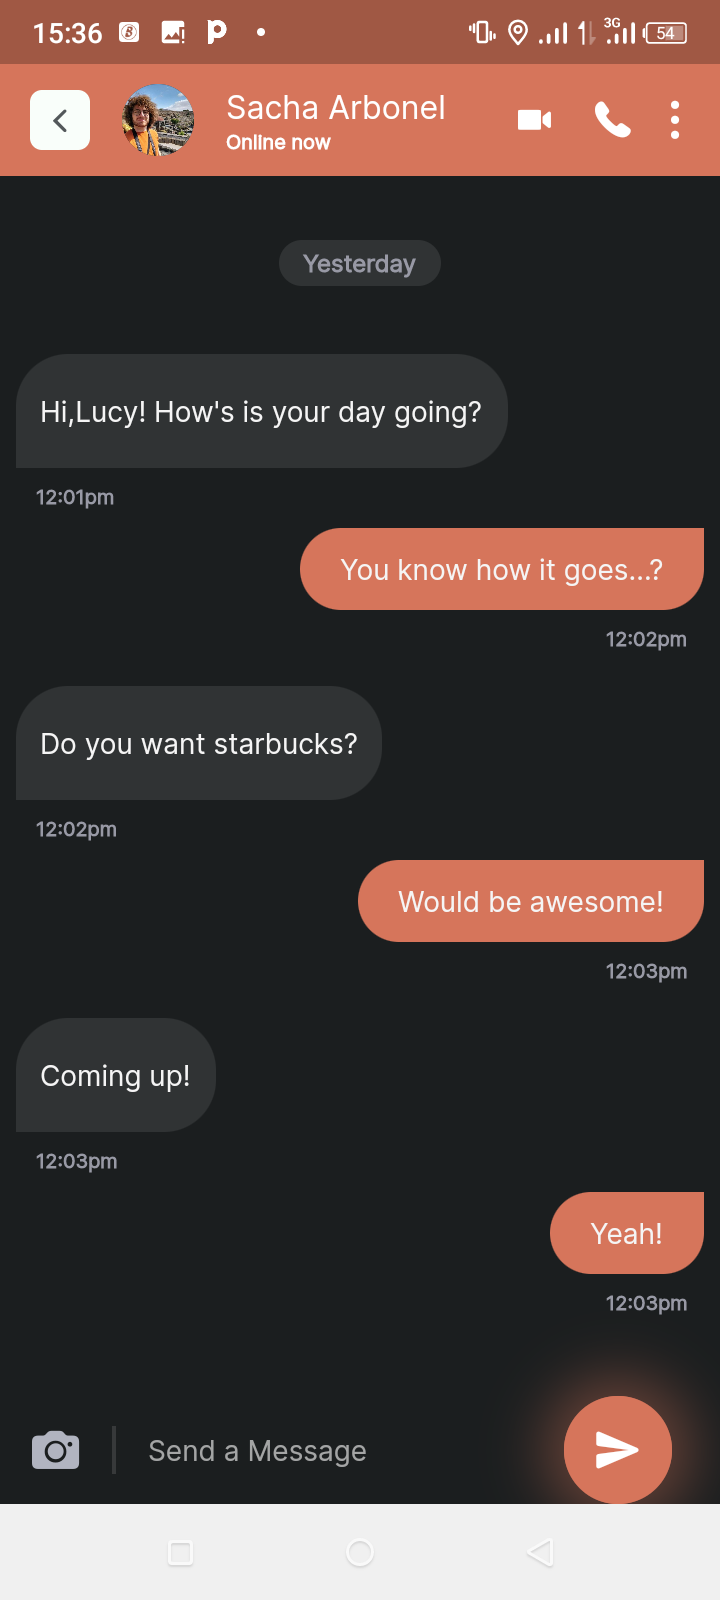 15:36
3G
54
Sacha Arbonel
Online now
Yesterday
Hi,Lucy! How's is your day going?
12:01pm
You know how it goes...?
12:02pm
Do you want starbucks?
12:02pm
Would be awesome!
12:03pm
Coming up!
12:03pm
Yeah!
12:03pm
Send a Message